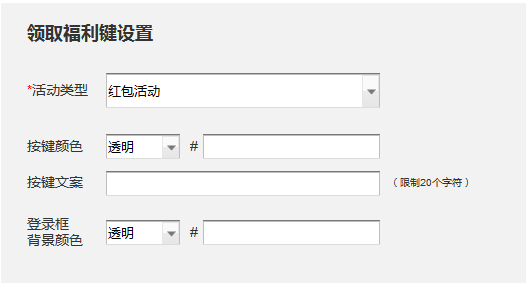 领取福利键设置
*活动类型 红包活动
按键颜色 透明 #
按键文案 （限制20个字符）
登录框
背景颜色 透明 #